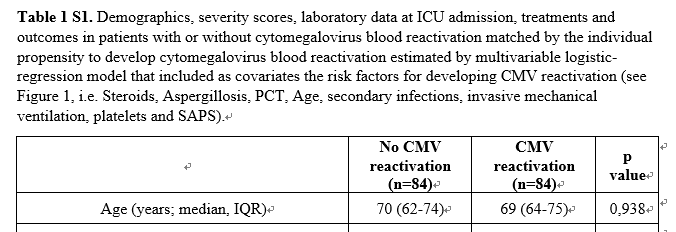 Table 1 S1. Demographics, severity scores, laboratory data at ICU admission, treatments and
outcomes in patients with or without cytomegalovirus blood reactivation matched by the individual
propensity to develop cytomegalovirus blood reactivation estimated by multivariable logistic-
regression model that included as covariates the risk factors for developing CMV reactivation (see
Figure 1, i.e. Steroids, Aspergillosis, PCT, Age, secondary infections, invasive mechanical
ventilation, platelets and SAPS).
No CMV
reactivation
(n=84)
CMV
reactivation
(n=84)
p
value
Age (years; median, IQR) 70 (62-74) 69 (64-75) 0,938